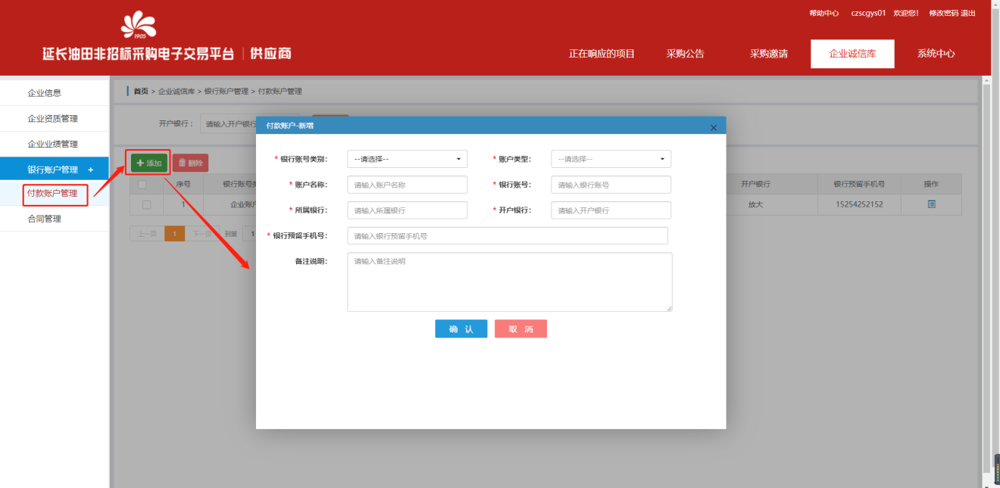 帮助中心 czscgys01 欢迎您! 修改密码 退出
1905
延长油田非招标采购电子交易平台 | 供应商
正在响应的项目 采购公告 采购邀请 企业诚信库 系统中心
企业信息
企业资质管理
企业业绩管理
银行账户管理 +
付款账户管理
合同管理
首页 > 企业诚信库 > 银行账户管理 > 付款账户管理
开户银行: 请输入开户银行
+ 添加 删除
序号 银行账号类 开户银行 银行预留手机号 操作
1 企业账户 放大 15254252152
上一页 1 下一页 到第 1
付款账户-新增 ×
* 银行账号类别: --请选择-- * 账户类型: --请选择--
* 账户名称: 请输入账户名称 * 银行账号: 请输入银行账号
* 所属银行: 请输入所属银行 * 开户银行: 请输入开户银行
* 银行预留手机号: 请输入银行预留手机号
备注说明: 请输入备注说明
确 认 取 消